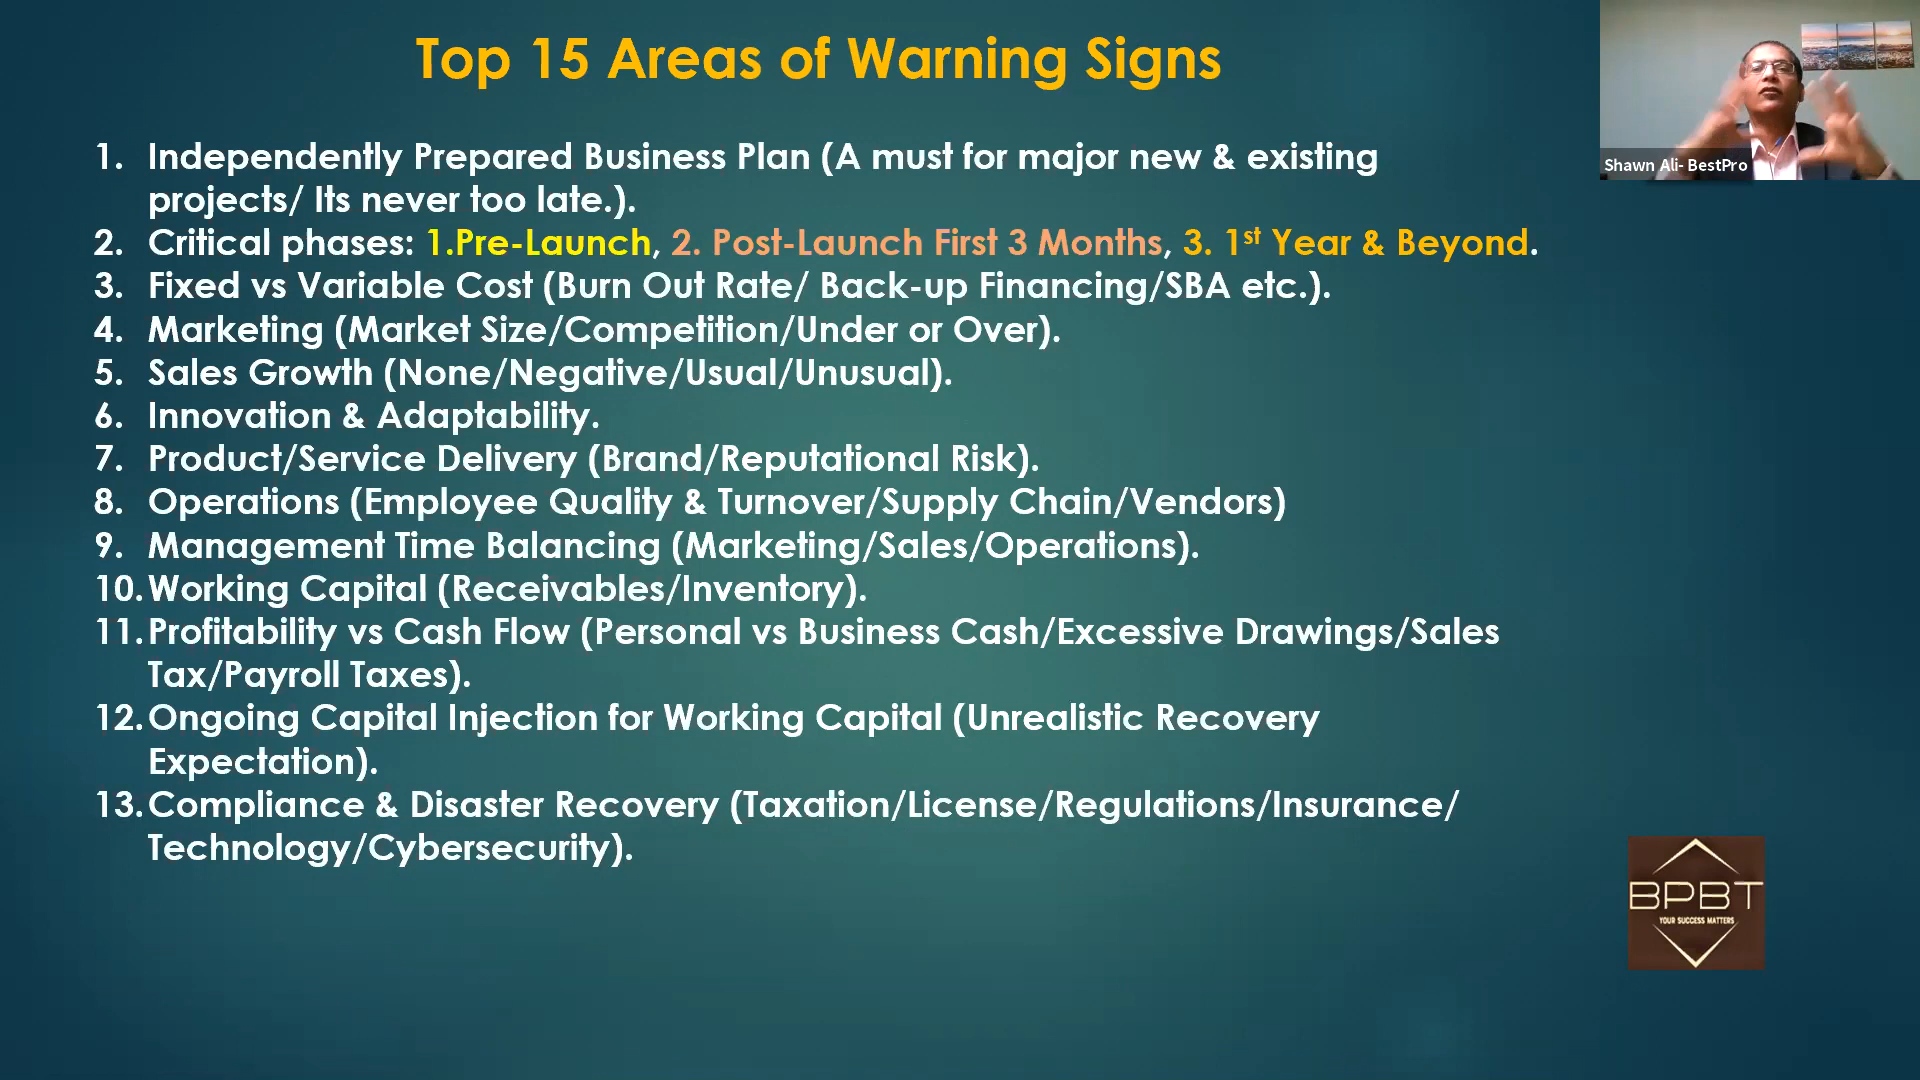 Top 15 Areas of Warning Signs
1. Independently Prepared Business Plan (A must for major new & existing
projects/ Its never too late.).
2. Critical phases: 1.Pre-Launch, 2. Post-Launch First 3 Months, 3. 1st Year & Beyond.
3. Fixed vs Variable Cost (Burn Out Rate/ Back-up Financing/SBA etc.).
4. Marketing (Market Size/Competition/Under or Over).
5. Sales Growth (None/Negative/Usual/Unusual).
6. Innovation & Adaptability.
7. Product/Service Delivery (Brand/Reputational Risk).
8. Operations (Employee Quality & Turnover/Supply Chain/Vendors)
9. Management Time Balancing (Marketing/Sales/Operations).
10. Working Capital (Receivables/Inventory).
11. Profitability vs Cash Flow (Personal vs Business Cash/Excessive Drawings/Sales
Tax/Payroll Taxes).
12. Ongoing Capital Injection for Working Capital (Unrealistic Recovery
Expectation).
13. Compliance & Disaster Recovery (Taxation/License/Regulations/Insurance/
Technology/Cybersecurity).
Shawn Ali- BestPro
BPBT
YOUR SUCCESS MATTERS